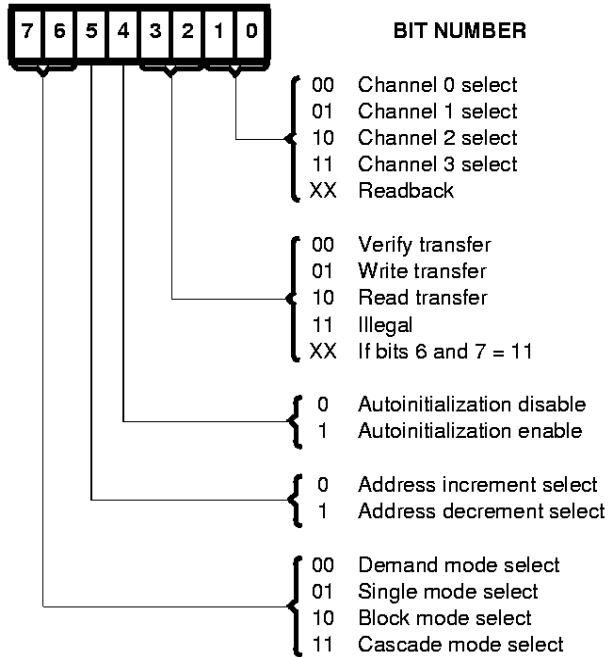 7 6 5 4 3 2 1 0 BIT NUMBER
00 Channel 0 select
01 Channel 1 select
10 Channel 2 select
11 Channel 3 select
XX Readback
00 Verify transfer
01 Write transfer
10 Read transfer
11 Illegal
XX If bits 6 and 7 = 11
0 Autoinitialization disable
1 Autoinitialization enable
0 Address increment select
1 Address decrement select
00 Demand mode select
01 Single mode select
10 Block mode select
11 Cascade mode select